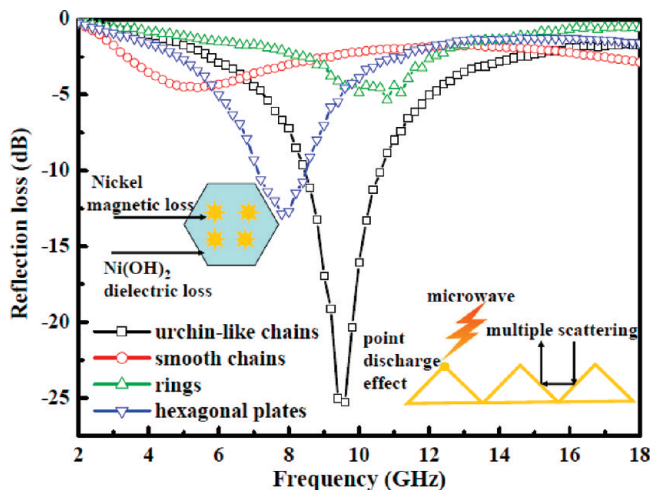 Reflection loss (dB)
0
-5
-10
-15
-20
-25
Nickel
magnetic loss
Ni(OH)2
dielectric loss
urchin-like chains
smooth chains
rings
hexagonal plates
microwave
point
discharge
effect
multiple scattering
2 4 6 8 10 12 14 16 18
Frequency (GHz)